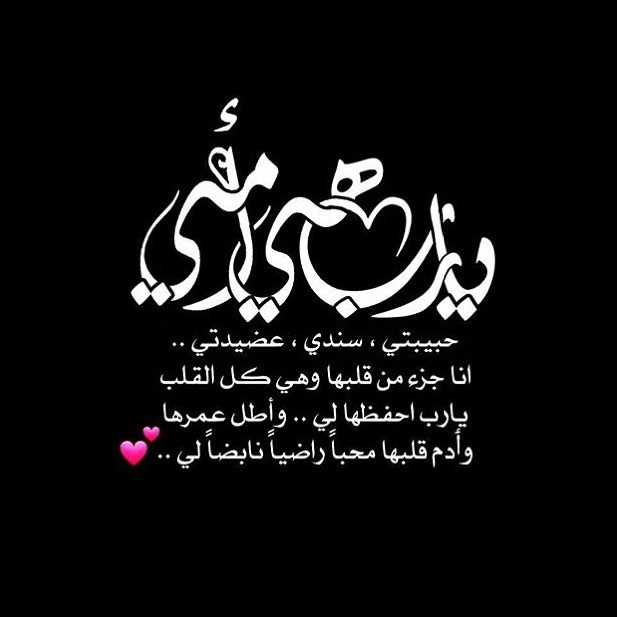 يارب هي أمي
حبيبتي ، سندي ، عضيدتي ..
انا جزء من قلبها وهي كل القلب
يارب احفظها لي .. وأطل عمرها
وأدم قلبها محباً راضياً نابضاً لي .. 💕